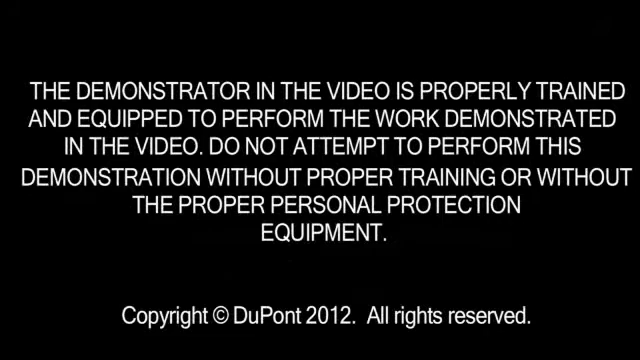 THE DEMONSTRATOR IN THE VIDEO IS PROPERLY TRAINED
AND EQUIPPED TO PERFORM THE WORK DEMONSTRATED
IN THE VIDEO. DO NOT ATTEMPT TO PERFORM THIS
DEMONSTRATION WITHOUT PROPER TRAINING OR WITHOUT
THE PROPER PERSONAL PROTECTION
EQUIPMENT.
Copyright © DuPont 2012. All rights reserved.